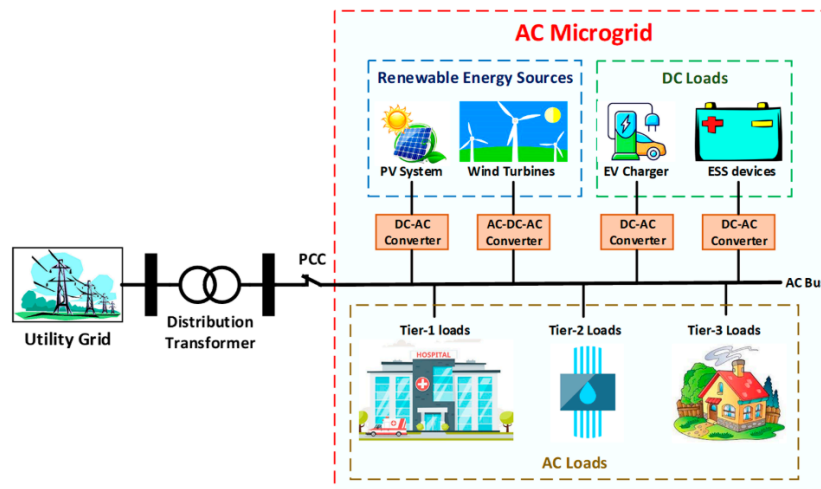 AC Microgrid
Renewable Energy Sources
DC Loads
PV System
Wind Turbines
EV Charger
ESS devices
DC-AC
Converter
AC-DC-AC
Converter
DC-AC
Converter
DC-AC
Converter
PCC
AC Bu
Utility Grid
Distribution
Transformer
Tier-1 loads
Tier-2 Loads
Tier-3 Loads
HOSPITAL
AC Loads